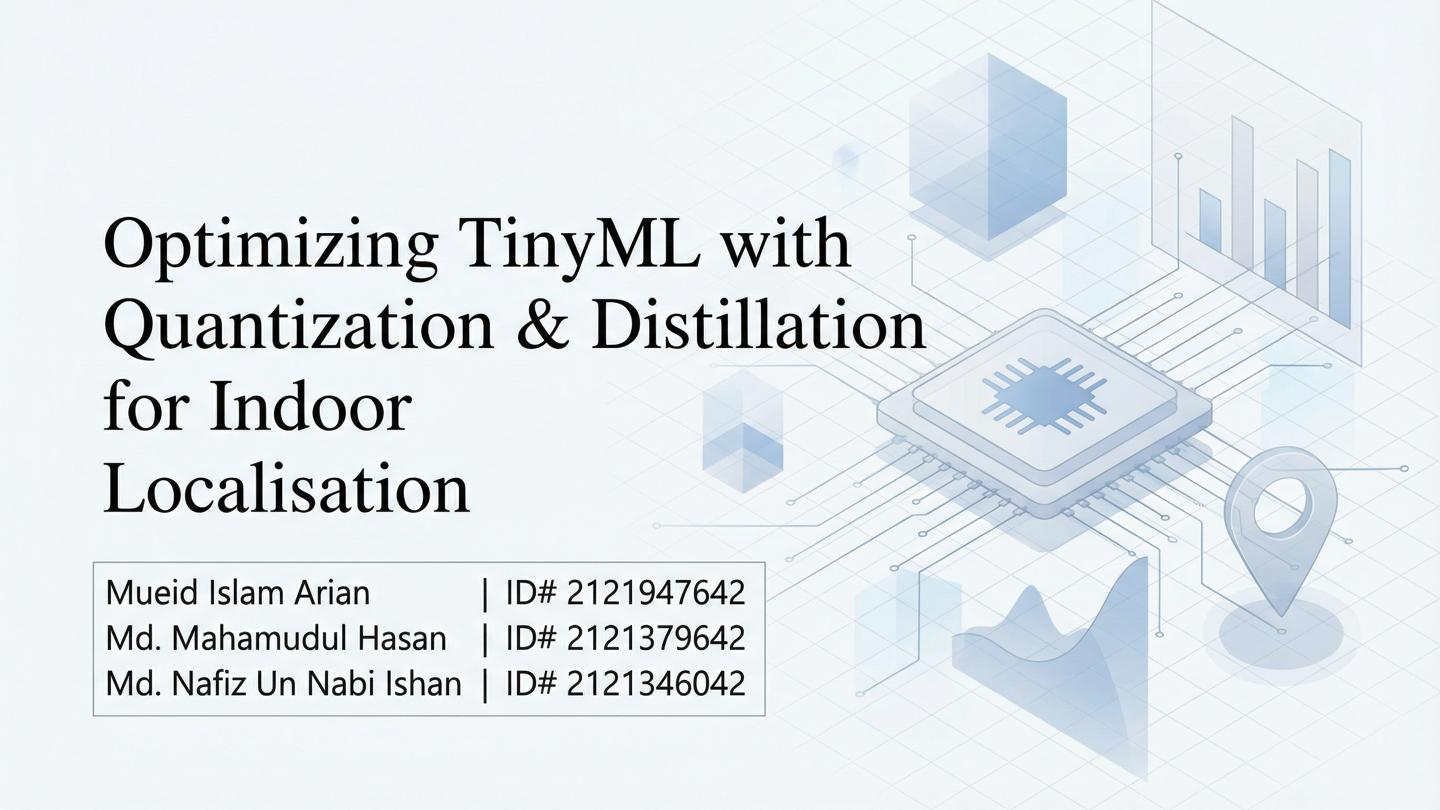 Optimizing TinyML with
Quantization & Distillation
for Indoor
Localisation
Mueid Islam Arian | ID# 2121947642
Md. Mahamudul Hasan | ID# 2121379642
Md. Nafiz Un Nabi Ishan | ID# 2121346042